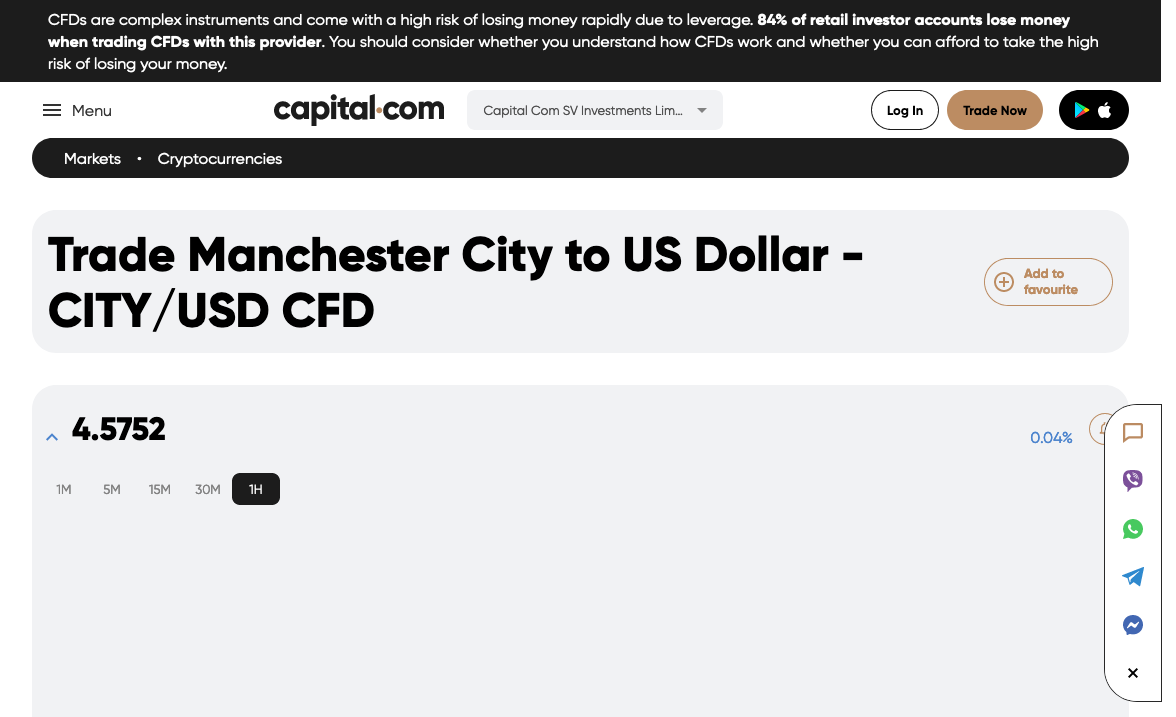 CFDs are complex instruments and come with a high risk of losing money rapidly due to leverage. 84% of retail investor accounts lose money
when trading CFDs with this provider. You should consider whether you understand how CFDs work and whether you can afford to take the high
risk of losing your money.
Menu
capital.com
Capital Com SV Investments Lim...
Log In
Trade Now
Markets • Cryptocurrencies
Trade Manchester City to US Dollar -
CITY/USD CFD
Add to
favourite
4.5752
0.04%
1M 5M 15M 30M 1H